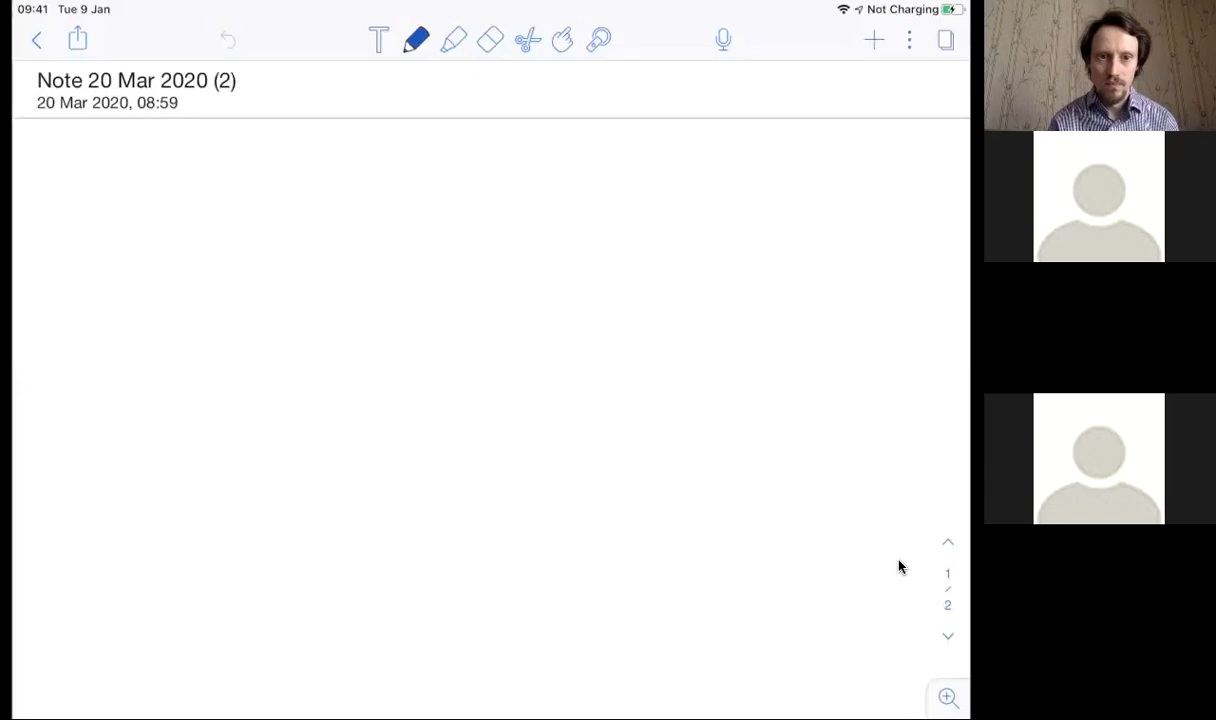 09:41 Tue 9 Jan
Not Charging
T
Note 20 Mar 2020 (2)
20 Mar 2020, 08:59
1
/
2